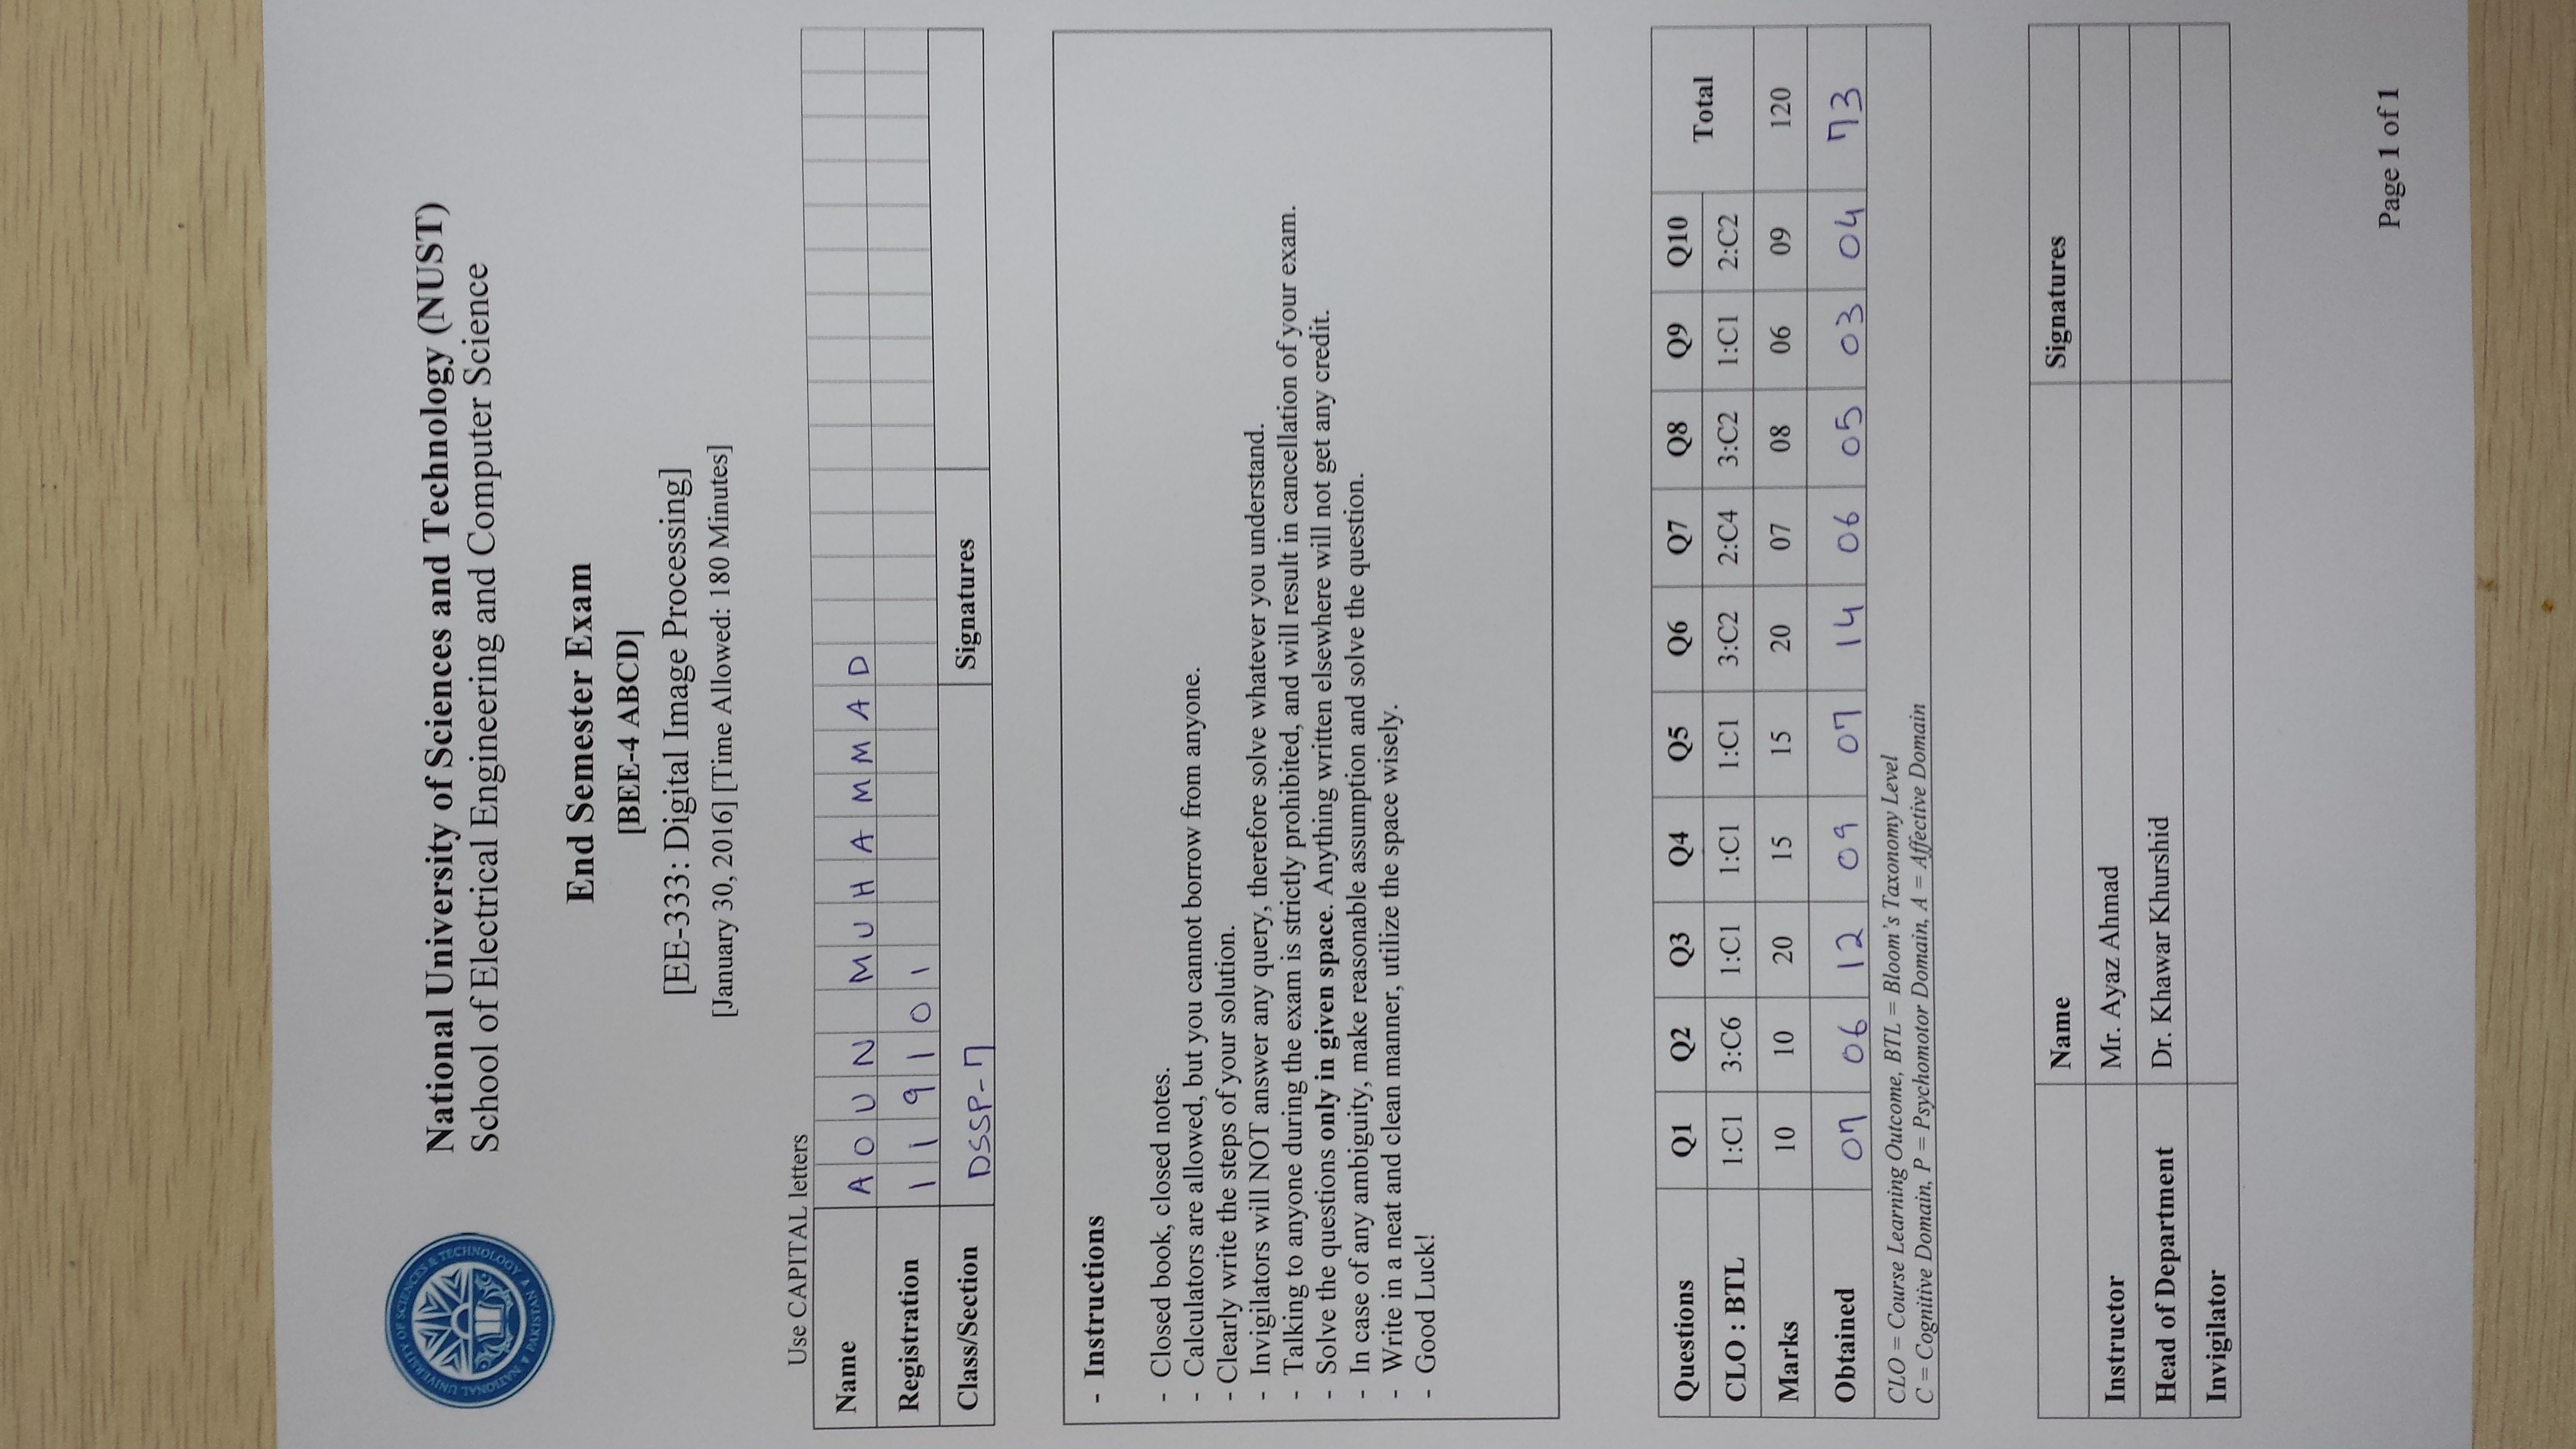 NATIONAL UNIVERSITY OF SCIENCES & TECHNOLOGY
PAKISTAN
National University of Sciences and Technology (NUST)
School of Electrical Engineering and Computer Science
End Semester Exam
[BEE-4 ABCD]
[EE-333: Digital Image Processing]
[January 30, 2016] [Time Allowed: 180 Minutes]
Use CAPITAL letters
Name AOUN MUHAMMAD
Registration 119101
Class/Section DSSP-7 Signatures
- Instructions
- Closed book, closed notes.
- Calculators are allowed, but you cannot borrow from anyone.
- Clearly write the steps of your solution.
- Invigilators will NOT answer any query, therefore solve whatever you understand.
- Talking to anyone during the exam is strictly prohibited, and will result in cancellation of your exam.
- Solve the questions only in given space. Anything written elsewhere will not get any credit.
- In case of any ambiguity, make reasonable assumption and solve the question.
- Write in a neat and clean manner, utilize the space wisely.
- Good Luck!
Questions Q1 Q2 Q3 Q4 Q5 Q6 Q7 Q8 Q9 Q10 Total
CLO : BTL 1:C1 3:C6 1:C1 1:C1 1:C1 3:C2 2:C4 3:C2 1:C1 2:C2
Marks 10 10 20 15 15 20 07 08 06 09 120
Obtained 07 06 12 09 07 14 06 05 03 04 73
CLO = Course Learning Outcome, BTL = Bloom's Taxonomy Level
C = Cognitive Domain, P = Psychomotor Domain, A = Affective Domain
Name Signatures
Instructor Mr. Ayaz Ahmad
Head of Department Dr. Khawar Khurshid
Invigilator
Page 1 of 1